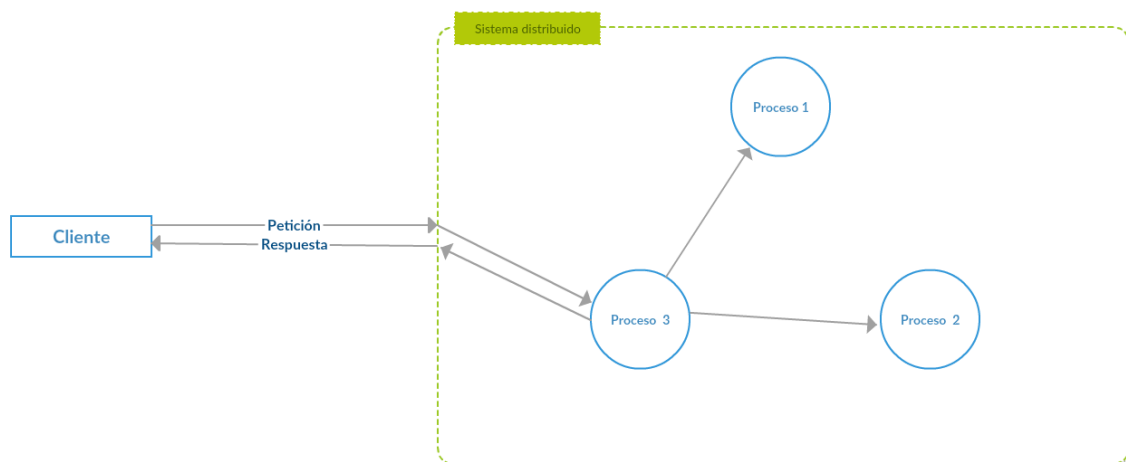 Sistema distribuido
Proceso 1
Petición
Cliente
Respuesta
Proceso 3
Proceso 2